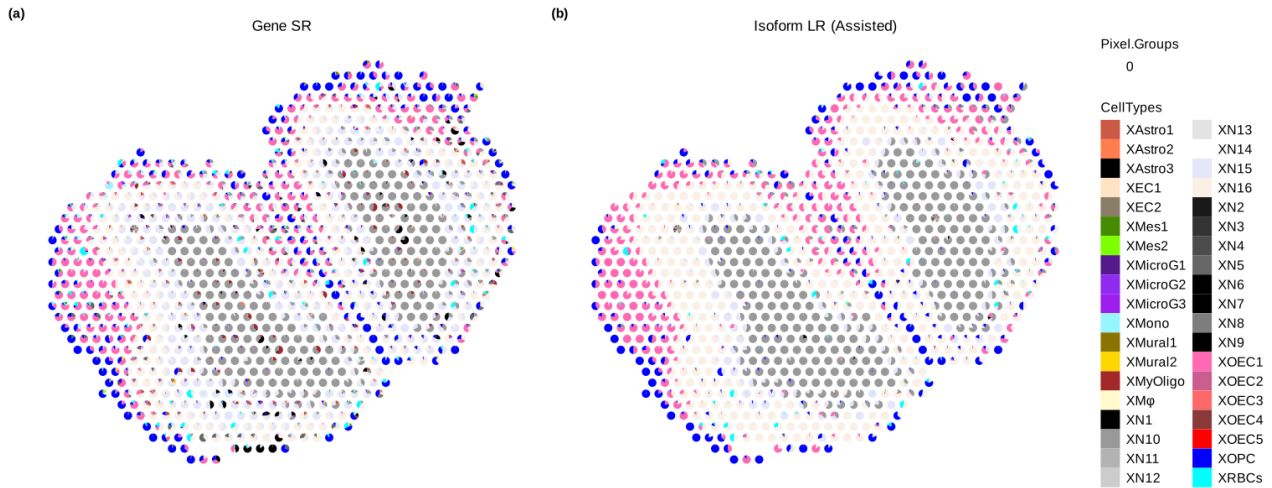 (a)
Gene SR
(b)
Isoform LR (Assisted)
Pixel.Groups
0
CellTypes
XAstro1
XAstro2
XAstro3
XEC1
XEC2
XMes1
XMes2
XMicroG1
XMicroG2
XMicroG3
XMono
XMural1
XMural2
XMyOligo
XMφ
XN1
XN10
XN11
XN12
XN13
XN14
XN15
XN16
XN2
XN3
XN4
XN5
XN6
XN7
XN8
XN9
XOEC1
XOEC2
XOEC3
XOEC4
XOEC5
XOPC
XRBCs